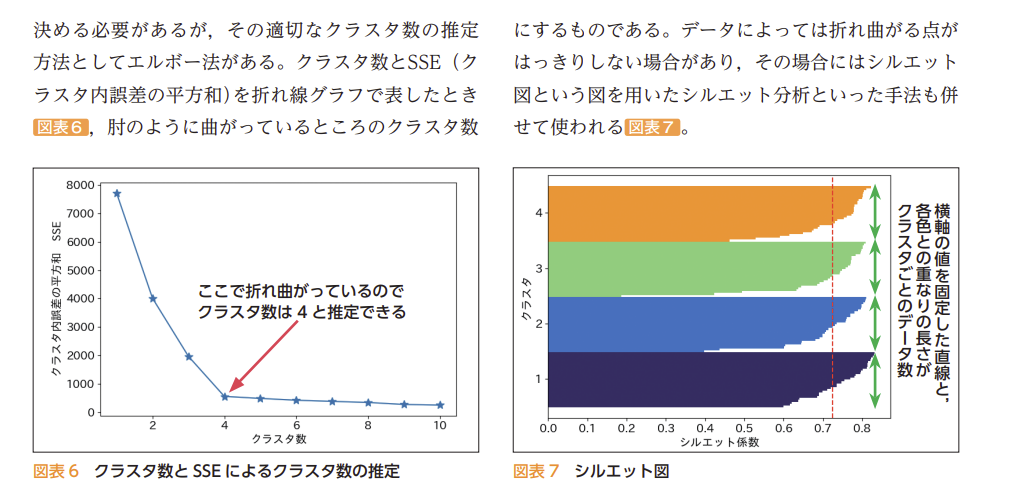 決める必要があるが，その適切なクラスタ数の推定
方法としてエルボー法がある。クラスタ数とSSE（ク
ラスタ内誤差の平方和）を折れ線グラフで表したとき
図表6，肘のように曲がっているところのクラスタ数
にするものである。データによっては折れ曲がる点が
はっきりしない場合があり，その場合にはシルエット
図という図を用いたシルエット分析といった手法も併
せて使われる図表7。
8000
7000
6000
5000
4000
3000
2000
1000
0
クラスタ内誤差の平方和 SSE
ここで折れ曲がっているので
クラスタ数は4と推定できる
2 4 6 8 10
クラスタ数
図表6 クラスタ数とSSEによるクラスタ数の推定
4
3
2
1
クラスタ
0.0 0.1 0.2 0.3 0.4 0.5 0.6 0.7 0.8
シルエット係数
横軸の値を固定した直線と，
各色との重なりの長さが
クラスタごとのデータ数
図表7 シルエット図